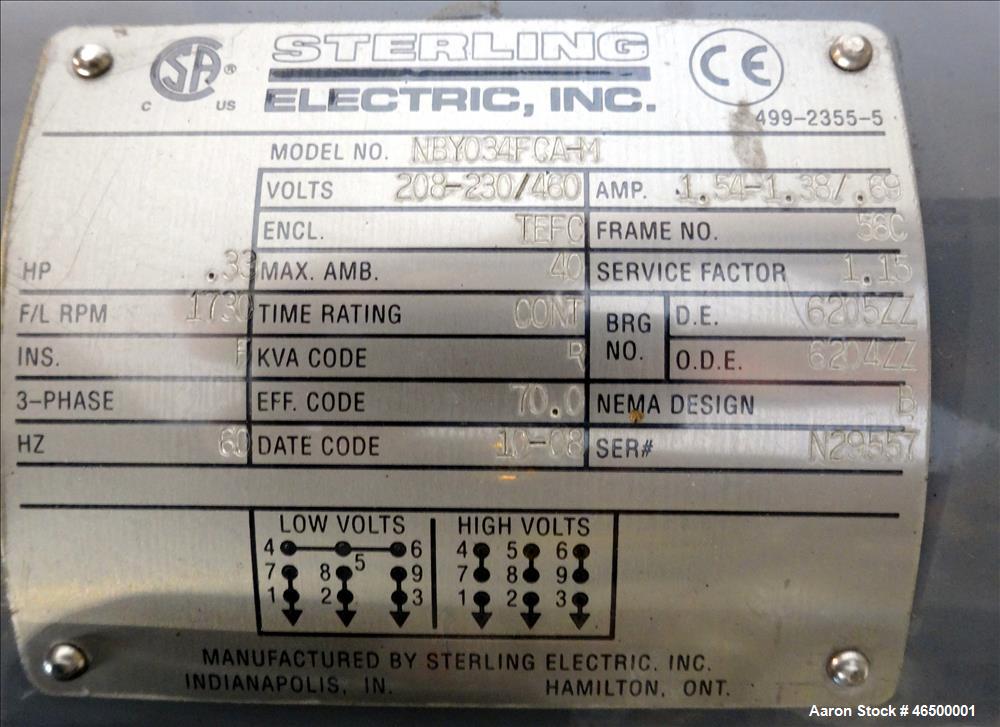 SA®
C US
STERLING
ELECTRIC, INC.
CE
499-2355-5
MODEL NO. NBY034FCA-M
VOLTS 208-230/460 AMP. 1.54-1.38/.69
ENCL. TEFC FRAME NO. 56C
HP .33 MAX. AMB. 40 SERVICE FACTOR 1.15
F/L RPM 1730 TIME RATING CONT BRG NO. D.E. 6205ZZ
INS. F KVA CODE R O.D.E. 6204ZZ
3-PHASE EFF. CODE 70.0 NEMA DESIGN B
HZ 60 DATE CODE 10-08 SER# N29557
LOW VOLTS HIGH VOLTS
4 5 6 4 5 6
7 8 9 7 8 9
1 2 3 1 2 3
MANUFACTURED BY STERLING ELECTRIC. INC.
INDIANAPOLIS, IN. HAMILTON, ONT.
Aaron Stock # 46500001